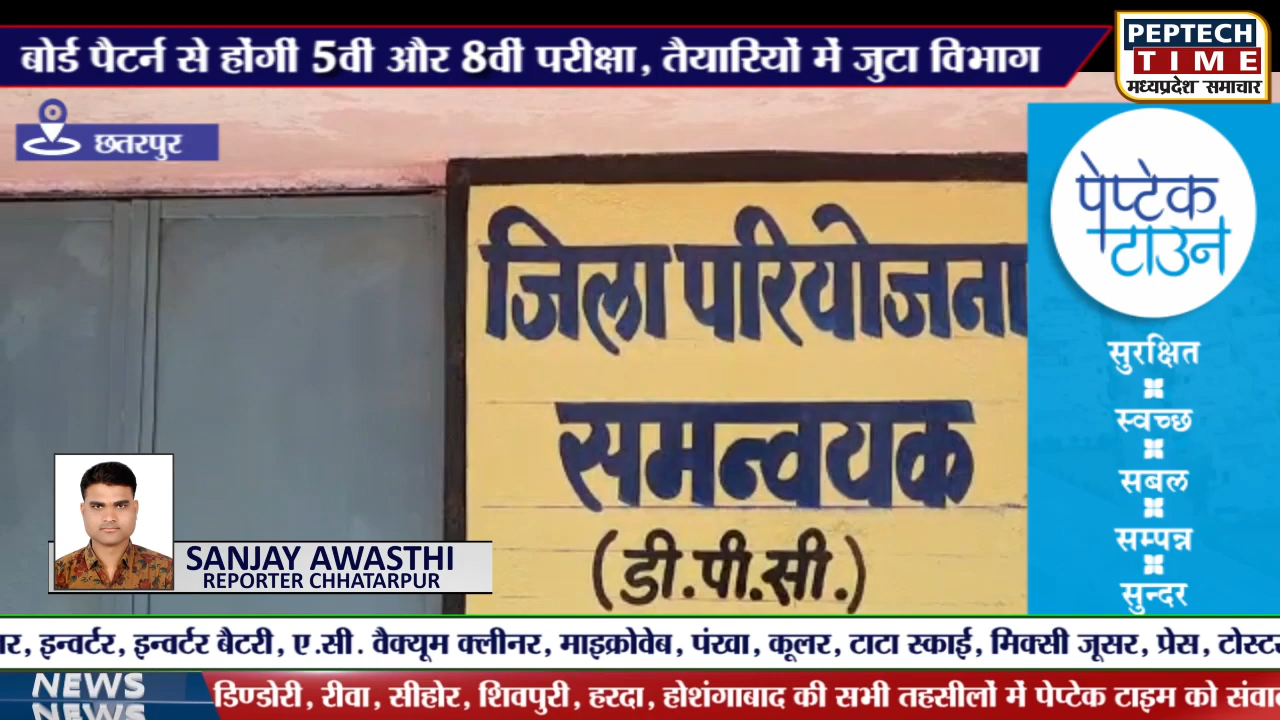 बोर्ड पैटर्न से होंगी 5वीं और 8वीं परीक्षा, तैयारियों में जुटा विभाग
PEPTECH
TIME
मध्यप्रदेश समाचार
छतरपुर
जिला परियोजना
समन्वयक
(डी.पी.सी.)
पेप्टेक
टाउन
सुरक्षित
स्वच्छ
सबल
सम्पन्न
सुन्दर
SANJAY AWASTHI
REPORTER CHHATARPUR
इन्वर्टर, इन्वर्टर बैटरी, ए.सी. वैक्यूम क्लीनर, माइक्रोवेब, पंखा, कूलर, टाटा स्काई, मिक्सी जूसर, प्रेस,
NEWS
डिण्डोरी, रीवा, सीहोर, शिवपुरी, हरदा, होशंगाबाद की सभी तहसीलों में पेप्टेक टाइम को